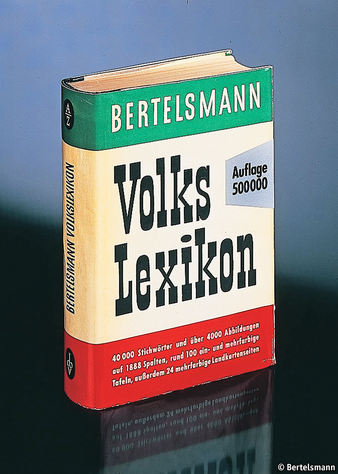 BERTELSMANN
Auflage
500000
Volks
Lexikon
40 000 Stichwörter und über 4000 Abbildungen
auf 1888 Spalten, rund 100 ein- und mehrfarbige
Tafeln, außerdem 24 mehrfarbige Landkartenseiten
BERTELSMANN VOLKSLEXIKON
A
Z
© Bertelsmann